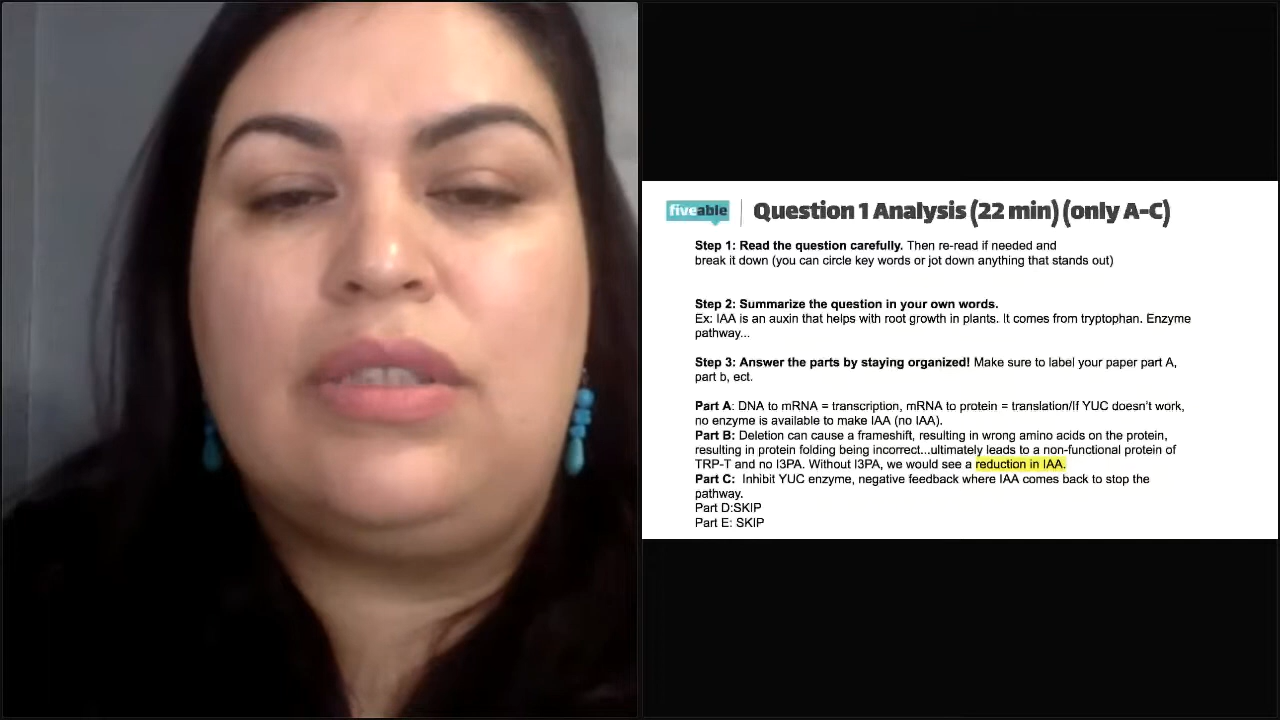 fiveable
Question 1 Analysis (22 min) (only A-C)
Step 1: Read the question carefully. Then re-read if needed and
break it down (you can circle key words or jot down anything that stands out)
Step 2: Summarize the question in your own words.
Ex: IAA is an auxin that helps with root growth in plants. It comes from tryptophan. Enzyme
pathway...
Step 3: Answer the parts by staying organized! Make sure to label your paper part A,
part b, ect.
Part A: DNA to mRNA = transcription, mRNA to protein = translation/If YUC doesn't work,
no enzyme is available to make IAA (no IAA).
Part B: Deletion can cause a frameshift, resulting in wrong amino acids on the protein,
resulting in protein folding being incorrect...ultimately leads to a non-functional protein of
TRP-T and no I3PA. Without I3PA, we would see a reduction in IAA.
Part C: Inhibit YUC enzyme, negative feedback where IAA comes back to stop the
pathway.
Part D:SKIP
Part E: SKIP